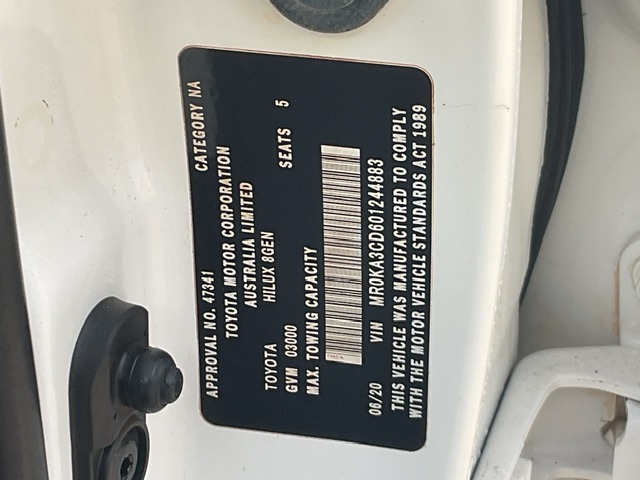 APPROVAL NO. 47341 CATEGORY NA
TOYOTA MOTOR CORPORATION
AUSTRALIA LIMITED
TOYOTA HILUX 8GEN
GVM 03000 SEATS 5
MAX. TOWING CAPACITY
06/20 VIN MR0KA3CD601244883
THIS VEHICLE WAS MANUFACTURED TO COMPLY
WITH THE MOTOR VEHICLE STANDARDS ACT 1989